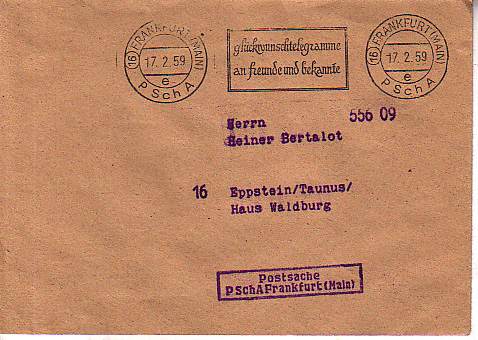 (16) FRANKFURT (MAIN)
17.2.59
e
PSchA
glückwunschtelegramme
an freunde und bekannte
(16) FRANKFURT (MAIN)
17.2.59
e
PSchA
Herrn 556 09
Heiner Bertalot
16 Eppstein/Taunus/
Haus Waldburg
Postsache
PSchA Frankfurt (Main)